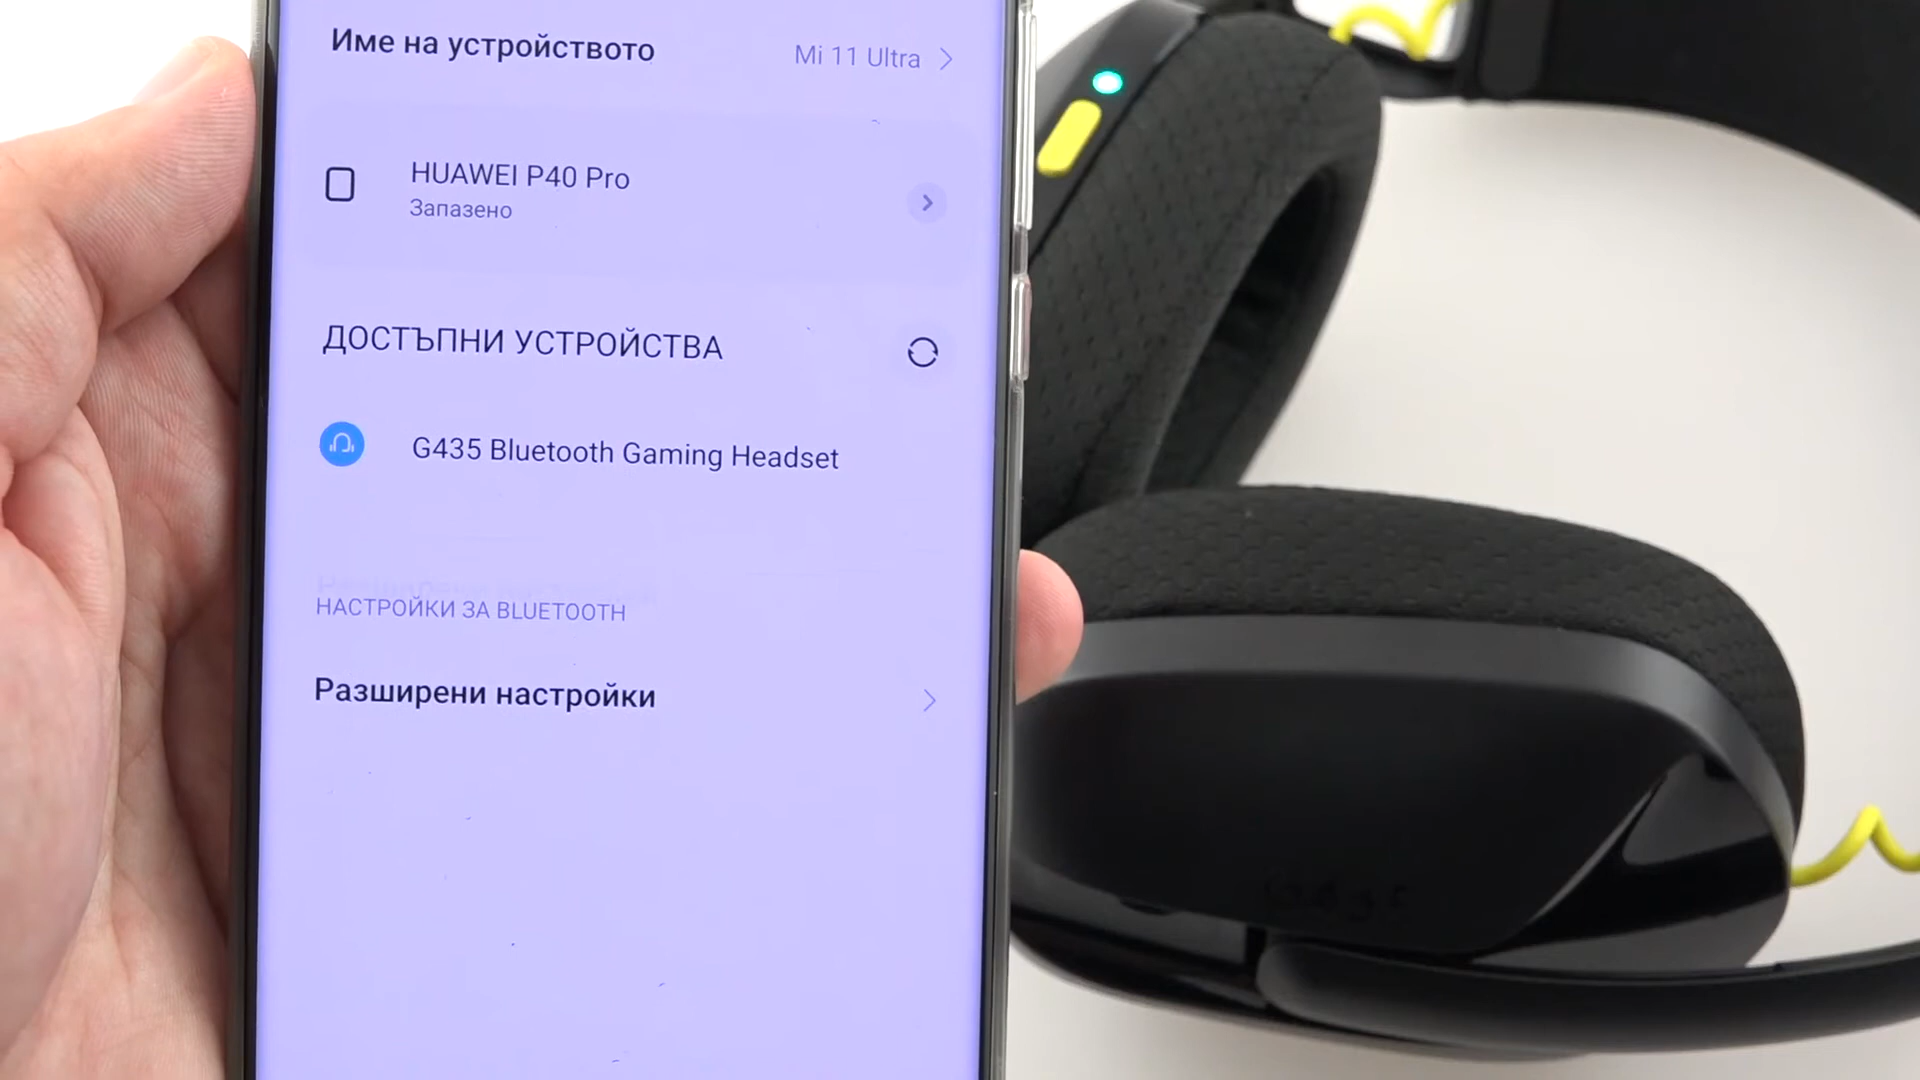 Име на устройството
Mi 11 Ultra
HUAWEI P40 Pro
Запазено
ДОСТЪПНИ УСТРОЙСТВА
G435 Bluetooth Gaming Headset
НАСТРОЙКИ ЗА BLUETOOTH
Разширени настройки